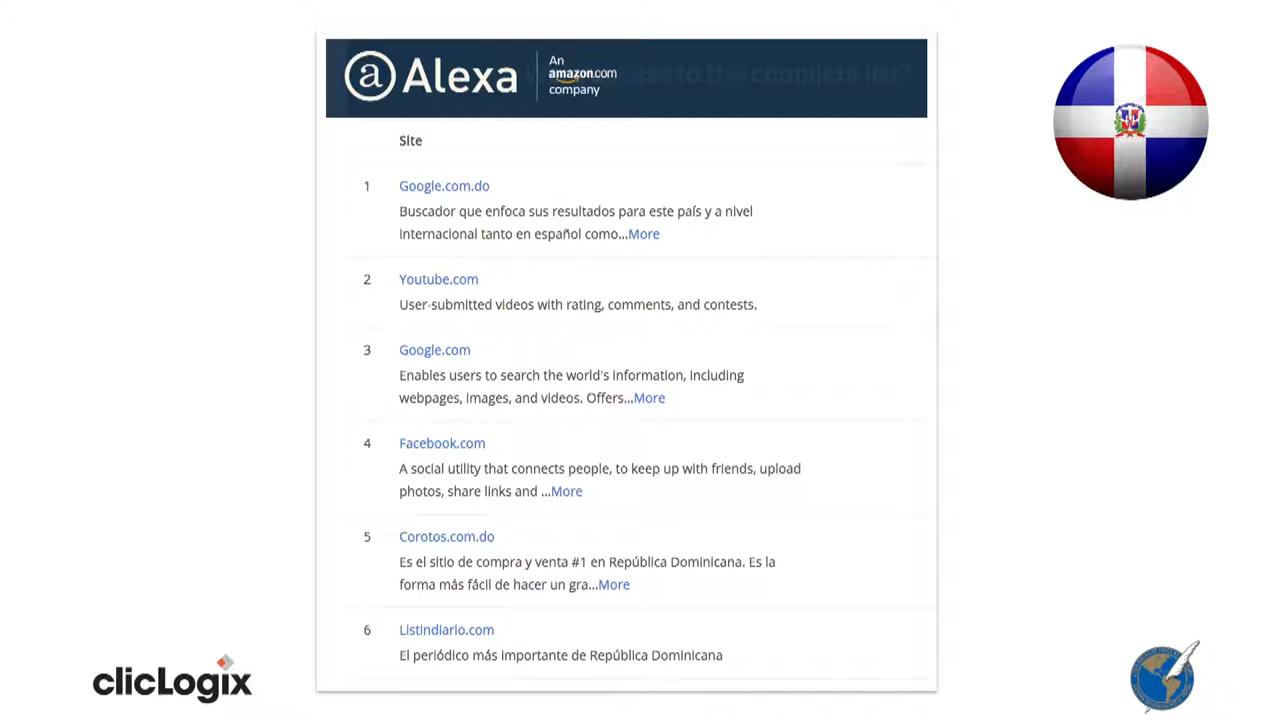 Alexa
An
amazon.com
company
Site
1 Google.com.do
Buscador que enfoca sus resultados para este país y a nivel
internacional tanto en español como...More
2 Youtube.com
User-submitted videos with rating, comments, and contests.
3 Google.com
Enables users to search the world's information, including
webpages, images, and videos. Offers...More
4 Facebook.com
A social utility that connects people, to keep up with friends, upload
photos, share links and ...More
5 Corotos.com.do
Es el sitio de compra y venta #1 en República Dominicana. Es la
forma más fácil de hacer un gra...More
6 Listindiario.com
El periódico más importante de República Dominicana
clicLogix